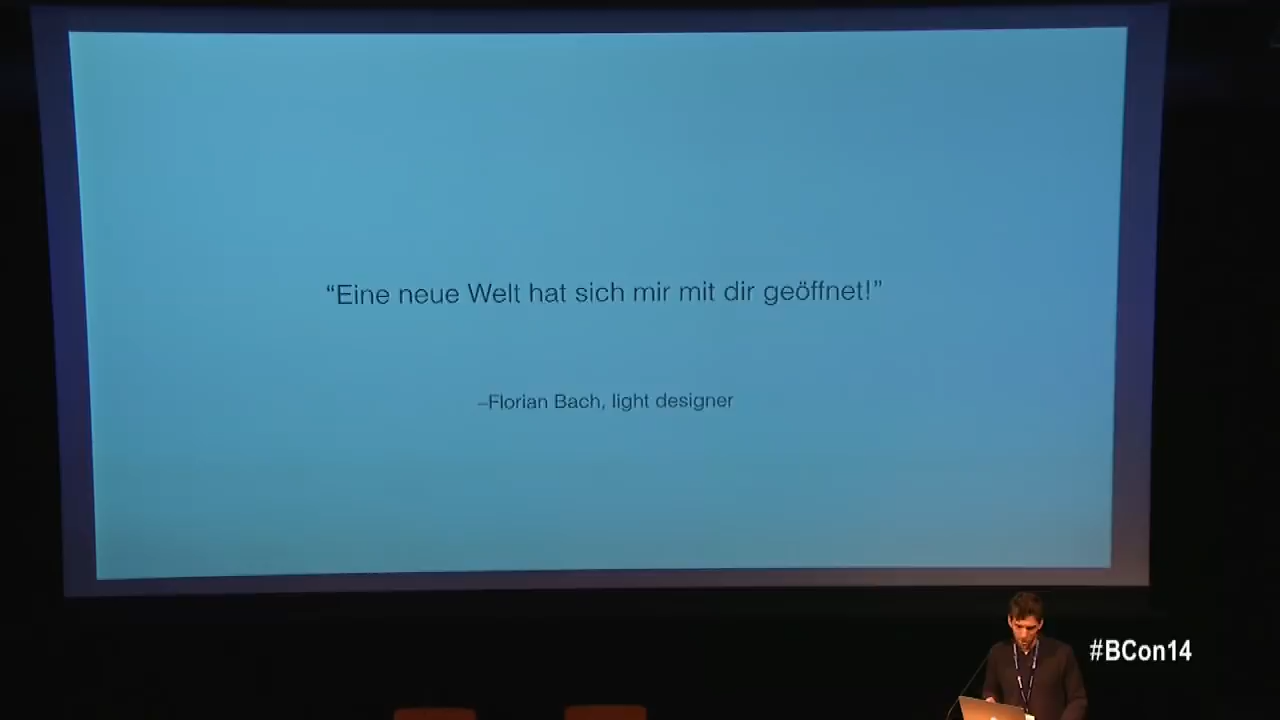 “Eine neue Welt hat sich mir mit dir geöffnet!”
–Florian Bach, light designer
#BCon14